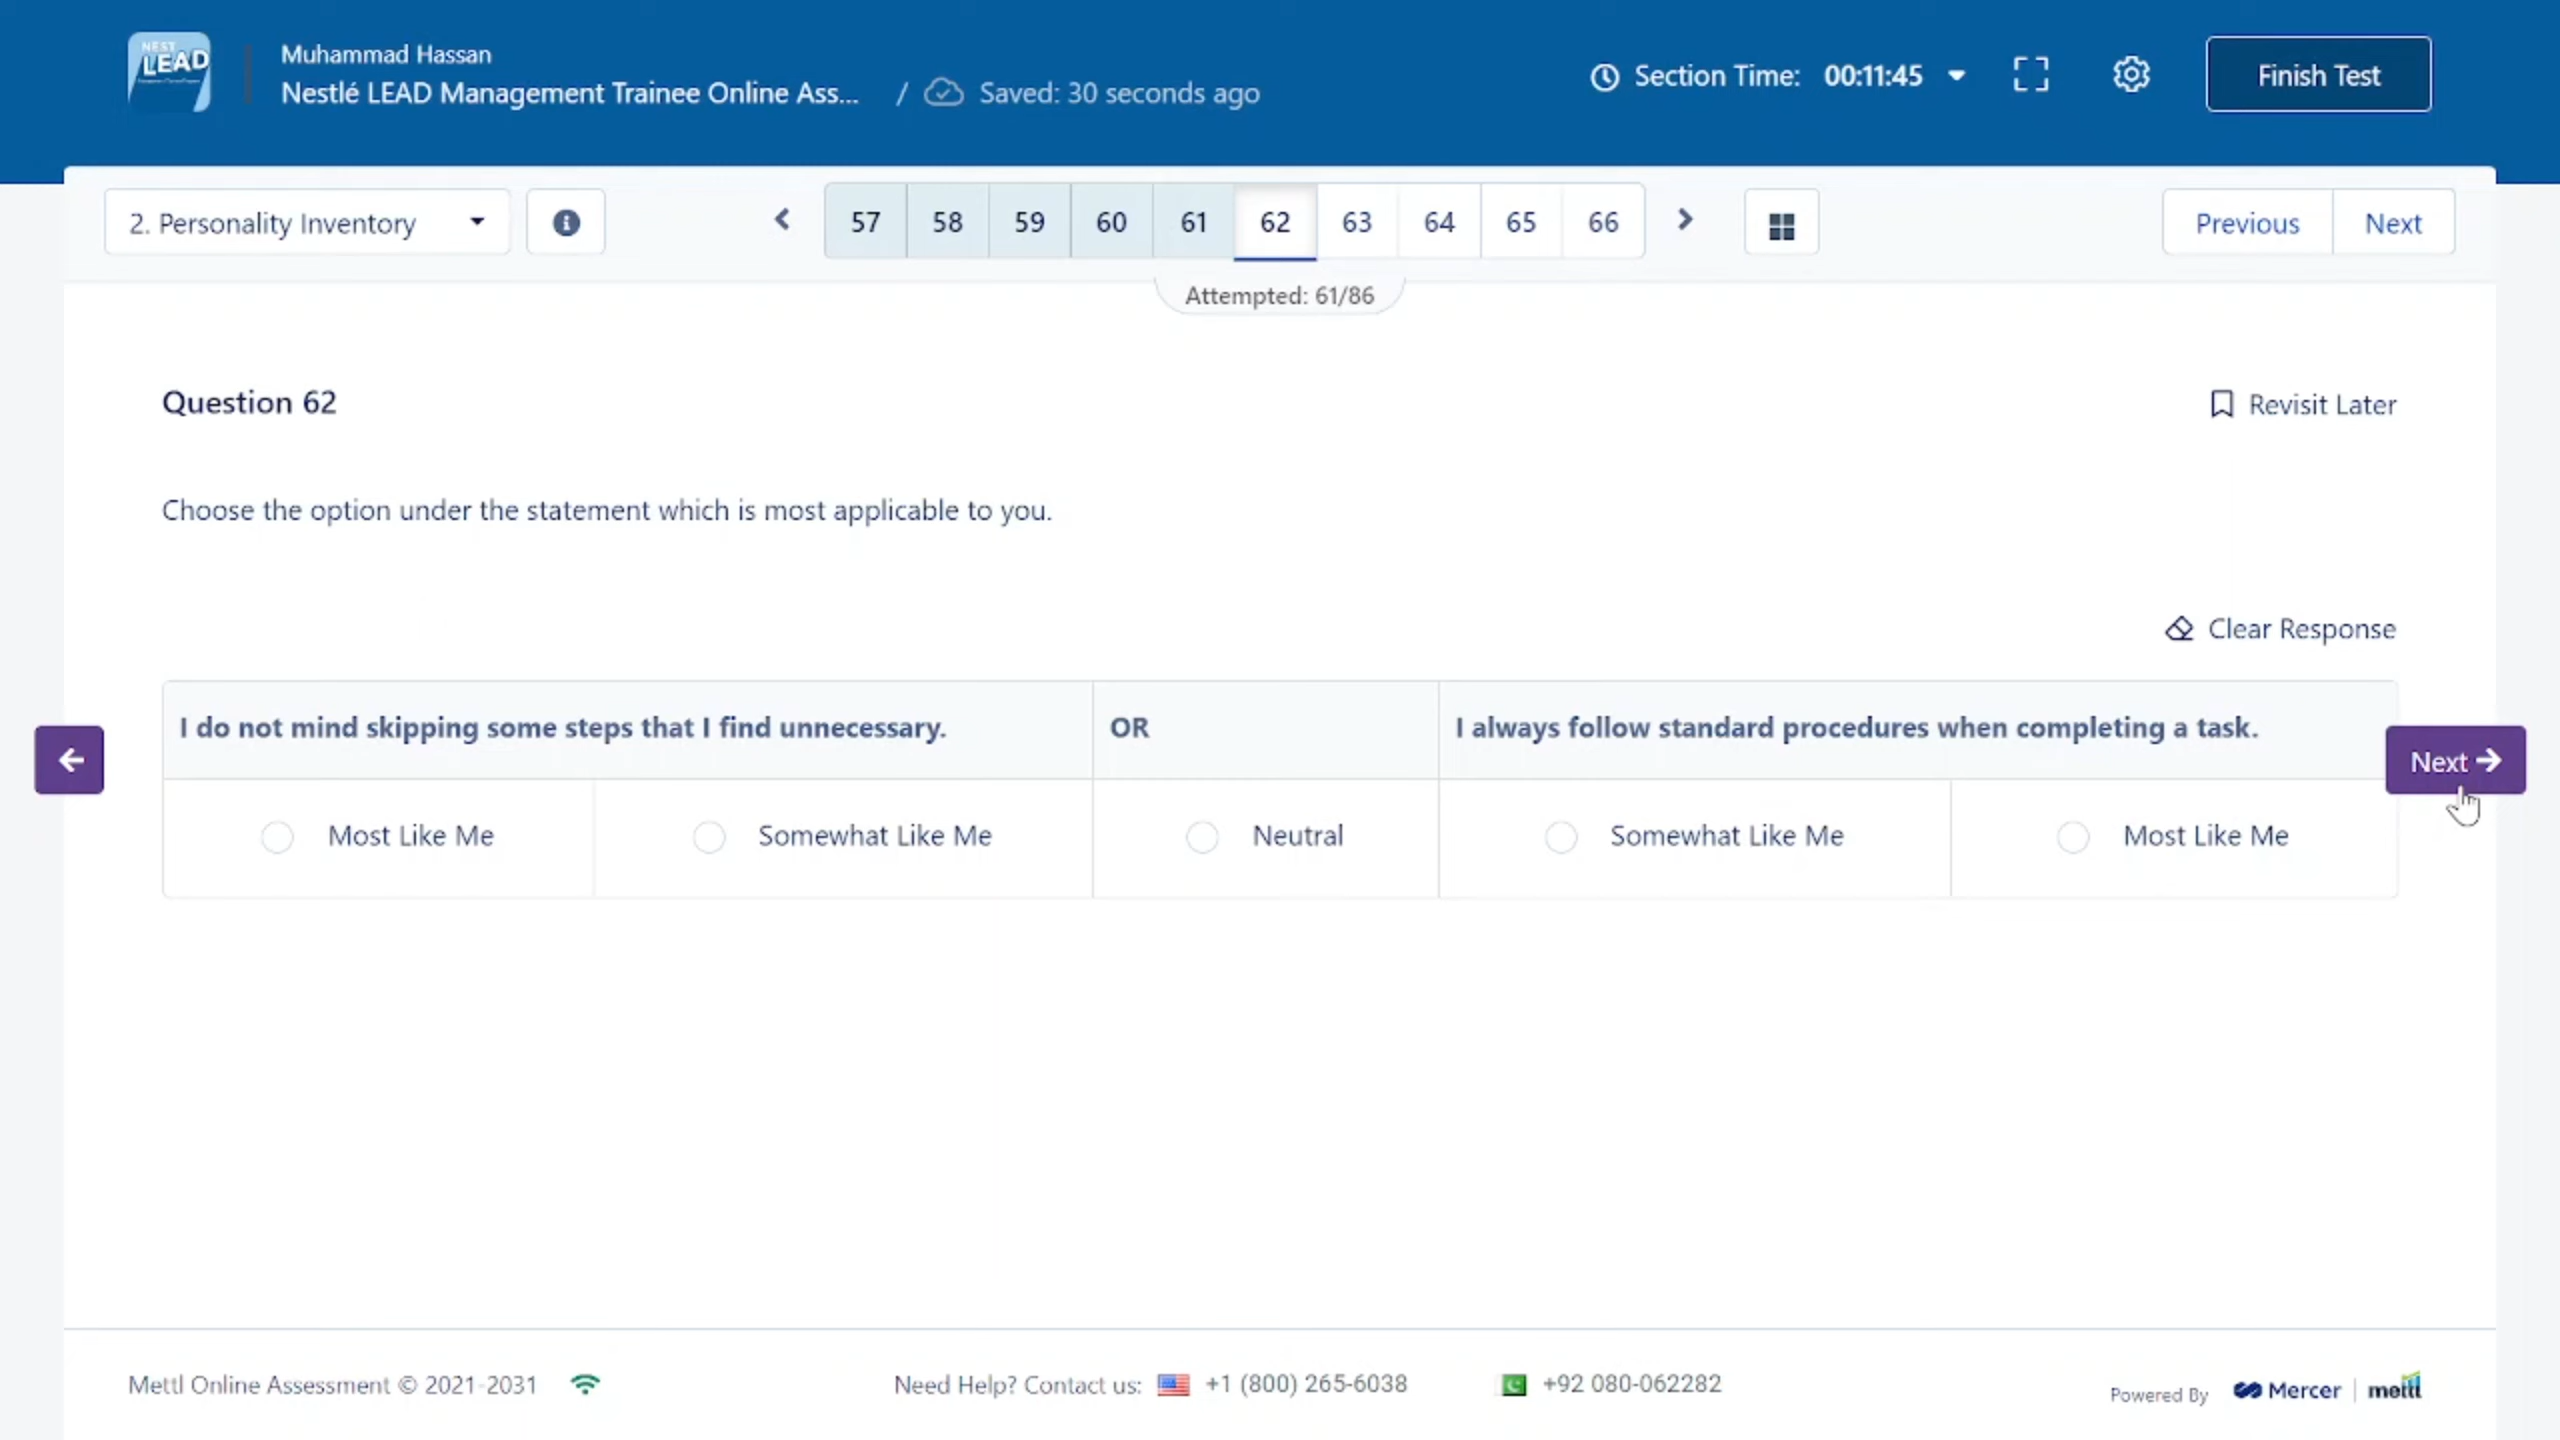 NEST
LEAD
Muhammad Hassan
Nestlé LEAD Management Trainee Online Ass...
/
Saved: 30 seconds ago
Section Time: 00:11:45
Finish Test
2. Personality Inventory
57 58 59 60 61 62 63 64 65 66
Previous
Next
Attempted: 61/86
Question 62
Revisit Later
Choose the option under the statement which is most applicable to you.
Clear Response
I do not mind skipping some steps that I find unnecessary.
OR
I always follow standard procedures when completing a task.
Next
Most Like Me
Somewhat Like Me
Neutral
Somewhat Like Me
Most Like Me
Mettl Online Assessment © 2021-2031
Need Help? Contact us: +1 (800) 265-6038
+92 080-062282
Powered By
Mercer | mettl